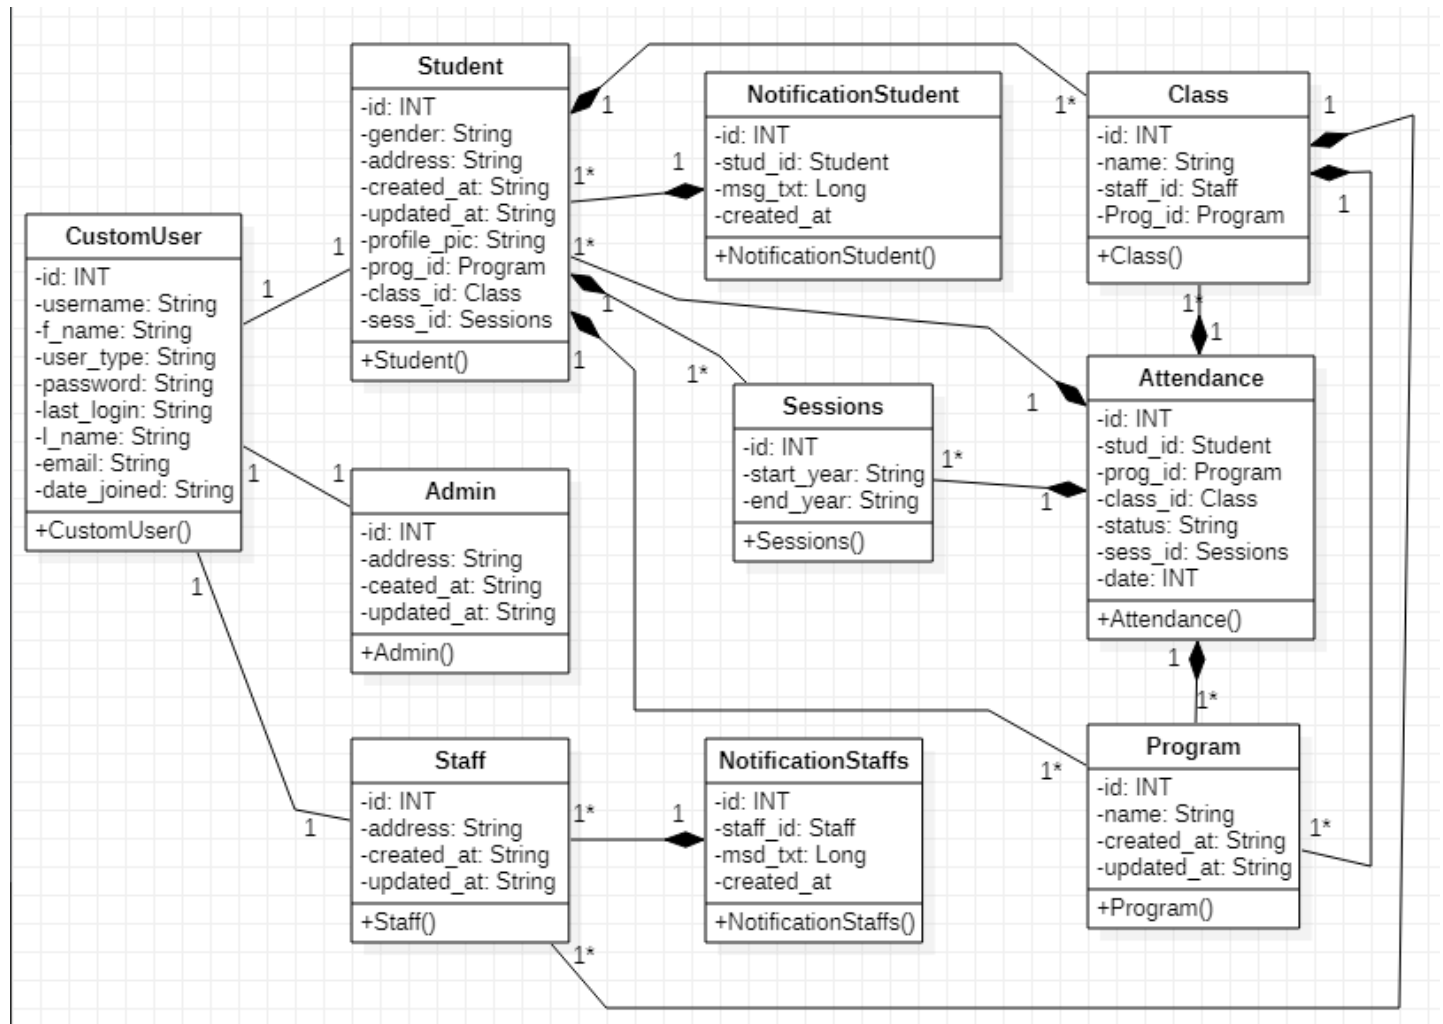 Student
-id: INT
-gender: String
-address: String
-created_at: String
-updated_at: String
-profile_pic: String
-prog_id: Program
-class_id: Class
-sess_id: Sessions
+Student()
1
1*
1*
1
1
1*
NotificationStudent
-id: INT
-stud_id: Student
-msg_txt: Long
-created_at
+NotificationStudent()
1
1*
Class
-id: INT
-name: String
-staff_id: Staff
-Prog_id: Program
+Class()
1
1
1*
1
CustomUser
-id: INT
-username: String
-f_name: String
-user_type: String
-password: String
-last_login: String
-l_name: String
-email: String
-date_joined: String
+CustomUser()
1
1
1
1
1
1
Admin
-id: INT
-address: String
-ceated_at: String
-updated_at: String
+Admin()
Sessions
-id: INT
-start_year: String
-end_year: String
+Sessions()
1*
1*
1
1
Attendance
-id: INT
-stud_id: Student
-prog_id: Program
-class_id: Class
-status: String
-sess_id: Sessions
-date: INT
+Attendance()
1
1*
Staff
-id: INT
-address: String
-created_at: String
-updated_at: String
+Staff()
1*
1
1*
NotificationStaffs
-id: INT
-staff_id: Staff
-msd_txt: Long
-created_at
+NotificationStaffs()
1*
Program
-id: INT
-name: String
-created_at: String
-updated_at: String
+Program()
1*